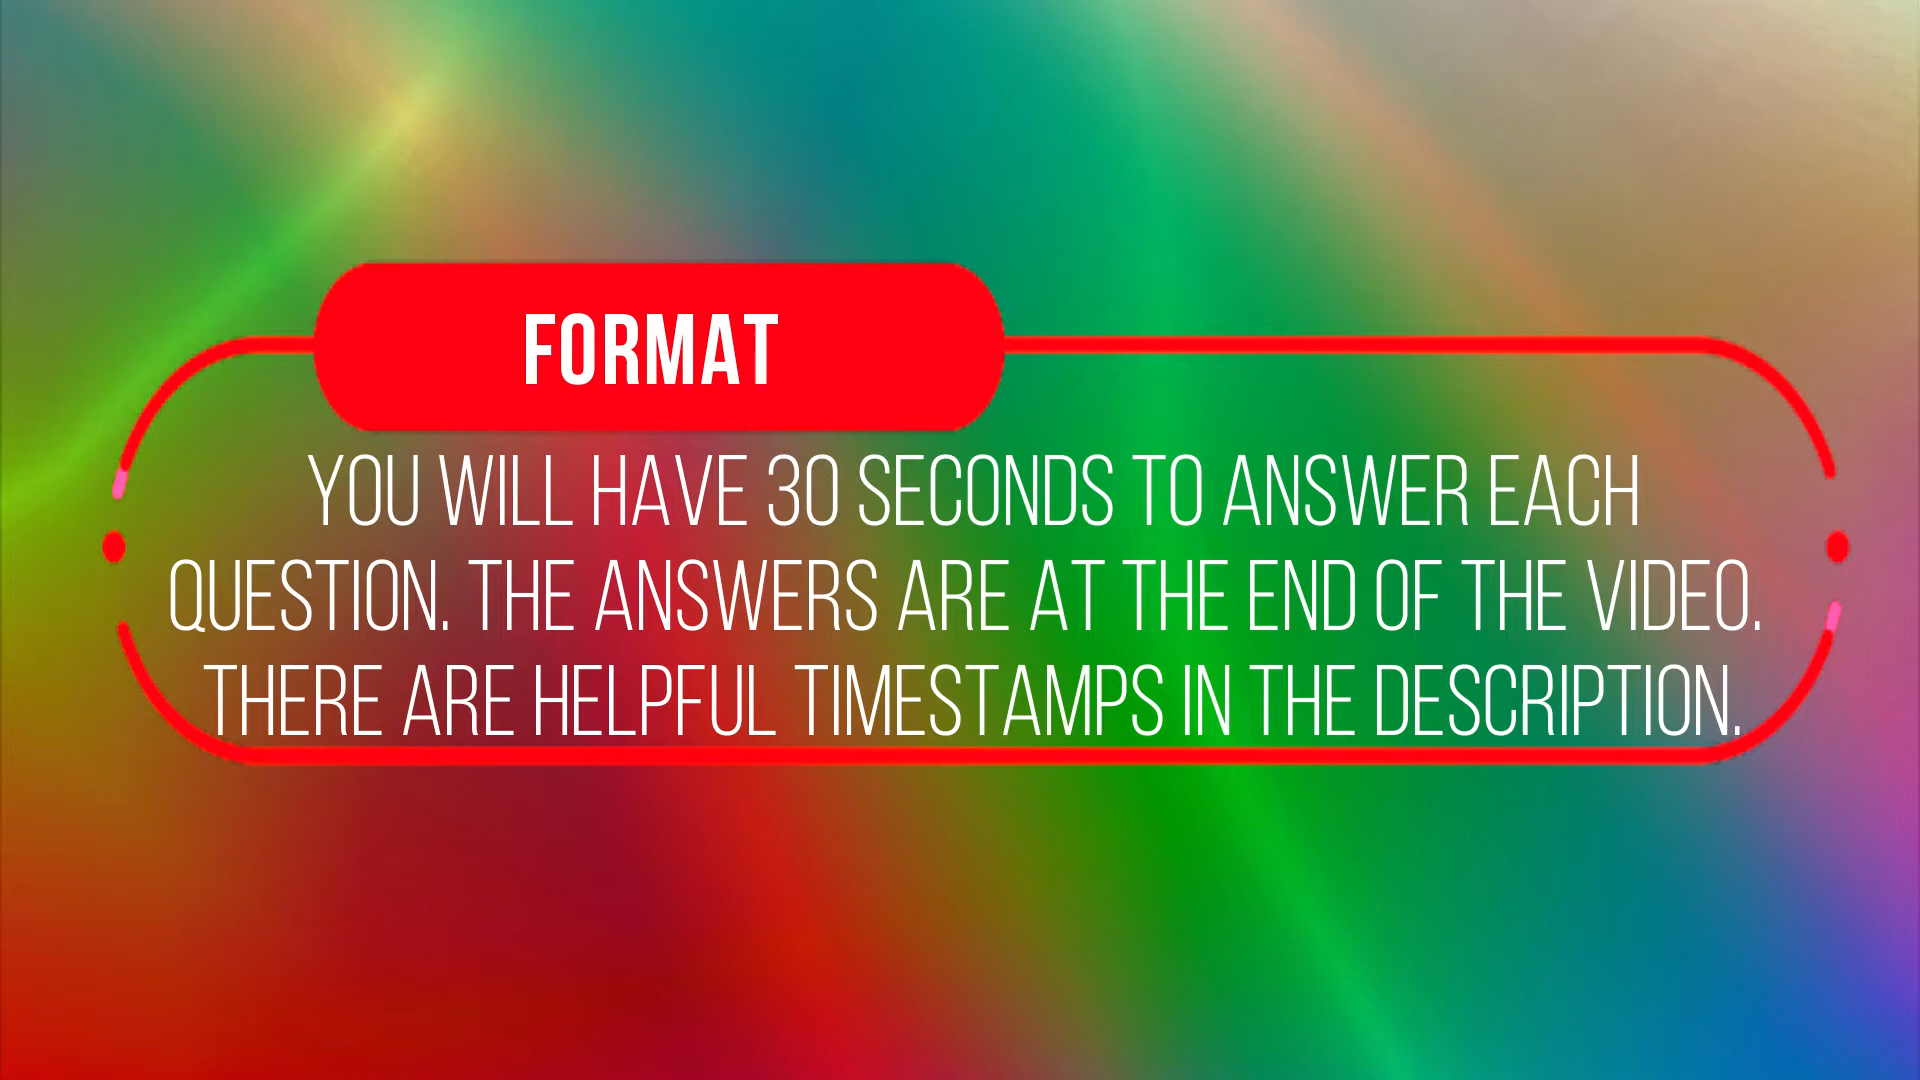 FORMAT
YOU WILL HAVE 30 SECONDS TO ANSWER EACH
QUESTION. THE ANSWERS ARE AT THE END OF THE VIDEO.
THERE ARE HELPFUL TIMESTAMPS IN THE DESCRIPTION.